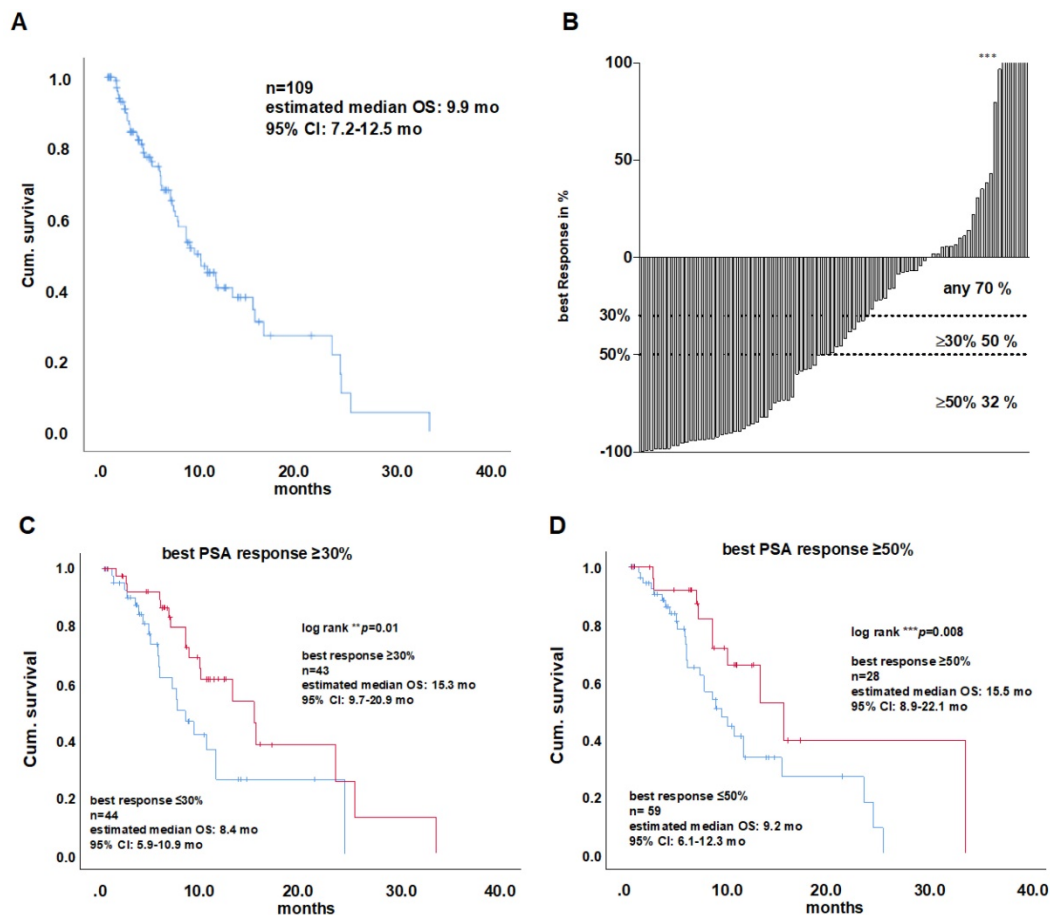 A
n=109
estimated median OS: 9.9 mo
95% CI: 7.2-12.5 mo
Cum. survival
1.0
0.8
0.6
0.4
0.2
0.0
.0 10.0 20.0 30.0 40.0
months
B
***
best Response in %
100
50
0
30%
50%
-100
any 70 %
≥30% 50 %
≥50% 32 %
C
best PSA response ≥30%
log rank **p=0.01
best response ≥30%
n=43
estimated median OS: 15.3 mo
95% CI: 9.7-20.9 mo
best response ≤30%
n=44
estimated median OS: 8.4 mo
95% CI: 5.9-10.9 mo
Cum. survival
1.0
0.8
0.6
0.4
0.2
0.0
.0 10.0 20.0 30.0 40.0
months
D
best PSA response ≥50%
log rank ***p=0.008
best response ≥50%
n=28
estimated median OS: 15.5 mo
95% CI: 8.9-22.1 mo
best response ≤50%
n= 59
estimated median OS: 9.2 mo
95% CI: 6.1-12.3 mo
Cum. survival
1.0
0.8
0.6
0.4
0.2
0.0
.0 10.0 20.0 30.0 40.0
months